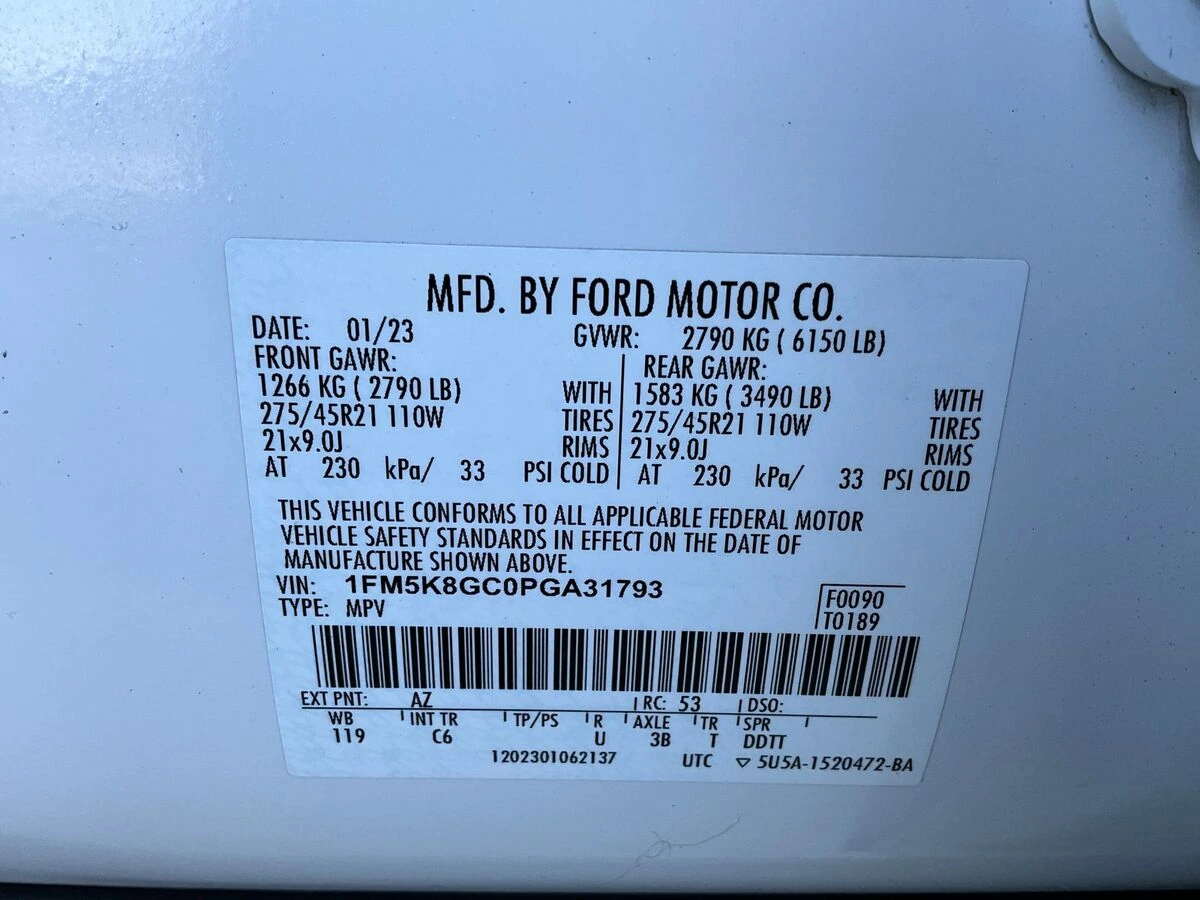 MFD. BY FORD MOTOR CO.
DATE: 01/23 GVWR: 2790 KG ( 6150 LB)
FRONT GAWR: REAR GAWR:
1266 KG ( 2790 LB) WITH 1583 KG ( 3490 LB) WITH
275/45R21 110W TIRES 275/45R21 110W TIRES
21x9.0J RIMS 21x9.0J RIMS
AT 230 kPa/ 33 PSI COLD AT 230 kPa/ 33 PSI COLD
THIS VEHICLE CONFORMS TO ALL APPLICABLE FEDERAL MOTOR
VEHICLE SAFETY STANDARDS IN EFFECT ON THE DATE OF
MANUFACTURE SHOWN ABOVE.
VIN: 1FM5K8GC0PGA31793
TYPE: MPV
F0090
T0189
EXT PNT: AZ RC: 53 DSO:
WB INT TR TP/PS R AXLE TR SPR
119 C6 U 3B T DDTT
1202301062137 UTC ▽ 5U5A-1520472-BA